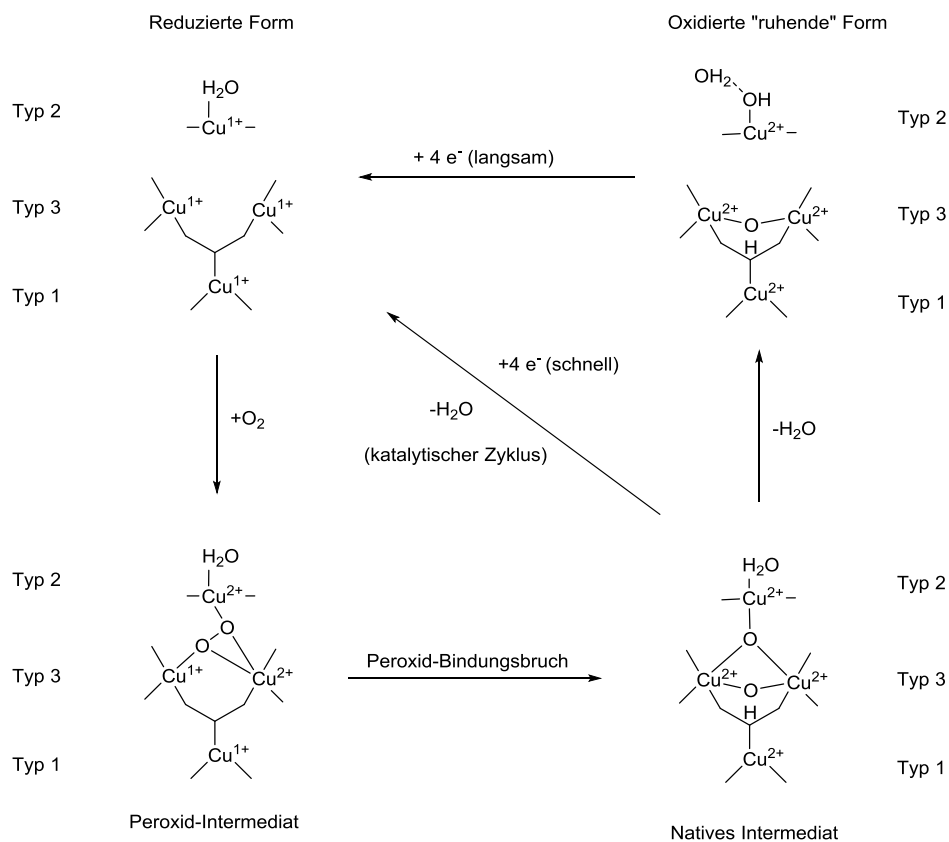 Reduzierte Form
Oxidierte "ruhende" Form
H2O
Typ 2
Cu1+
OH2
OH
Cu2+
Typ 2
+ 4 e- (langsam)
Typ 3
Cu1+
Cu1+
Cu2+
O
H
Cu2+
Typ 3
Typ 1
Cu1+
Cu2+
Typ 1
+O2
+4 e- (schnell)
-H2O
(katalytischer Zyklus)
-H2O
H2O
Typ 2
Cu2+
O
O
H2O
Cu2+
Typ 2
O
Typ 3
Cu1+
Cu2+
Peroxid-Bindungsbruch
Cu2+
O
H
Cu2+
Typ 3
Typ 1
Cu1+
Cu2+
Typ 1
Peroxid-Intermediat
Natives Intermediat